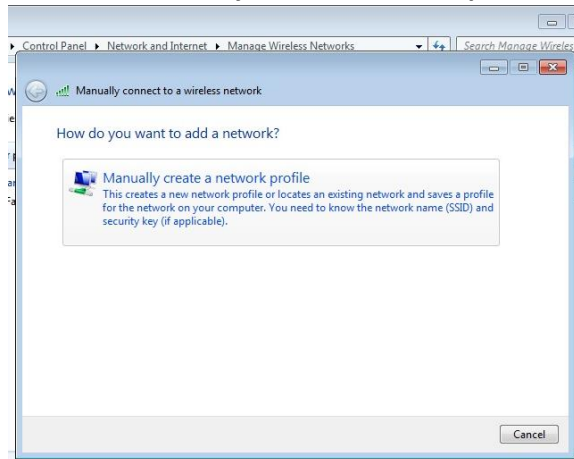 Control Panel ▸ Network and Internet ▸ Manage Wireless Networks
Search Manage Wireles
Manually connect to a wireless network
How do you want to add a network?
Manually create a network profile
This creates a new network profile or locates an existing network and saves a profile
for the network on your computer. You need to know the network name (SSID) and
security key (if applicable).
Cancel